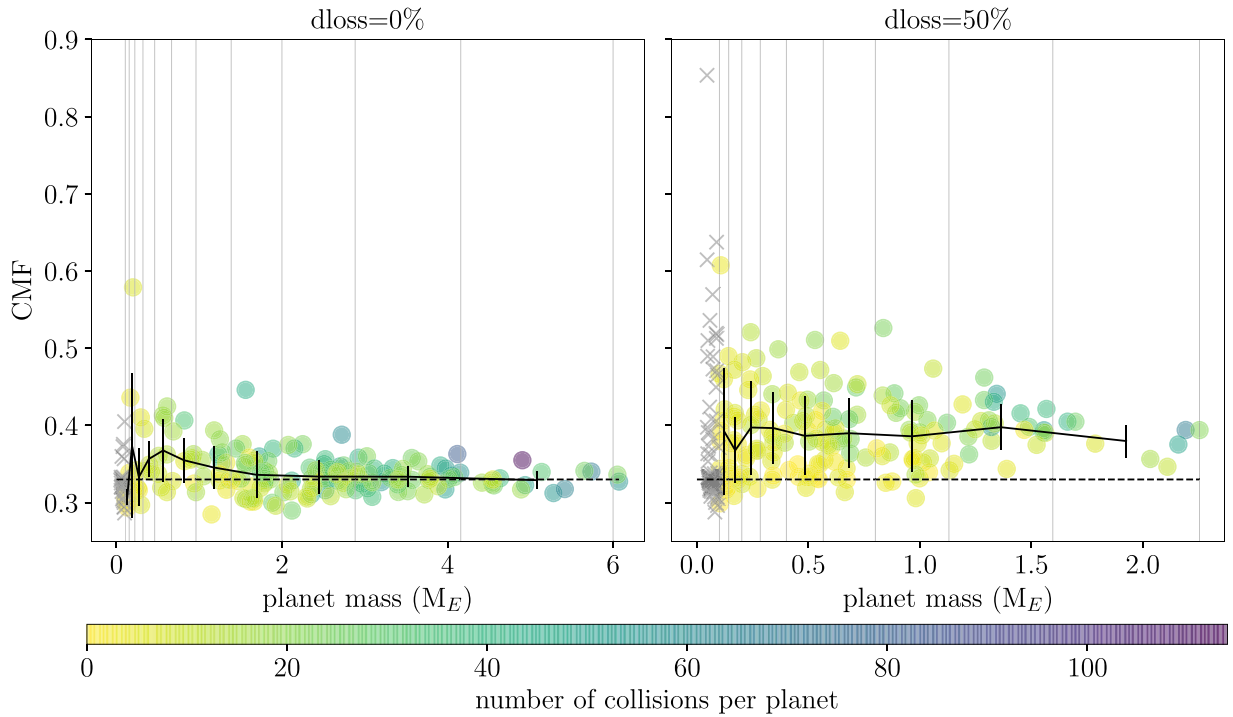 dloss=0%
dloss=50%
0.9
0.8
0.7
0.6
0.5
0.4
0.3
CMF
0 2 4 6
0.0 0.5 1.0 1.5 2.0
planet mass (M_E)
planet mass (M_E)
0 20 40 60 80 100
number of collisions per planet